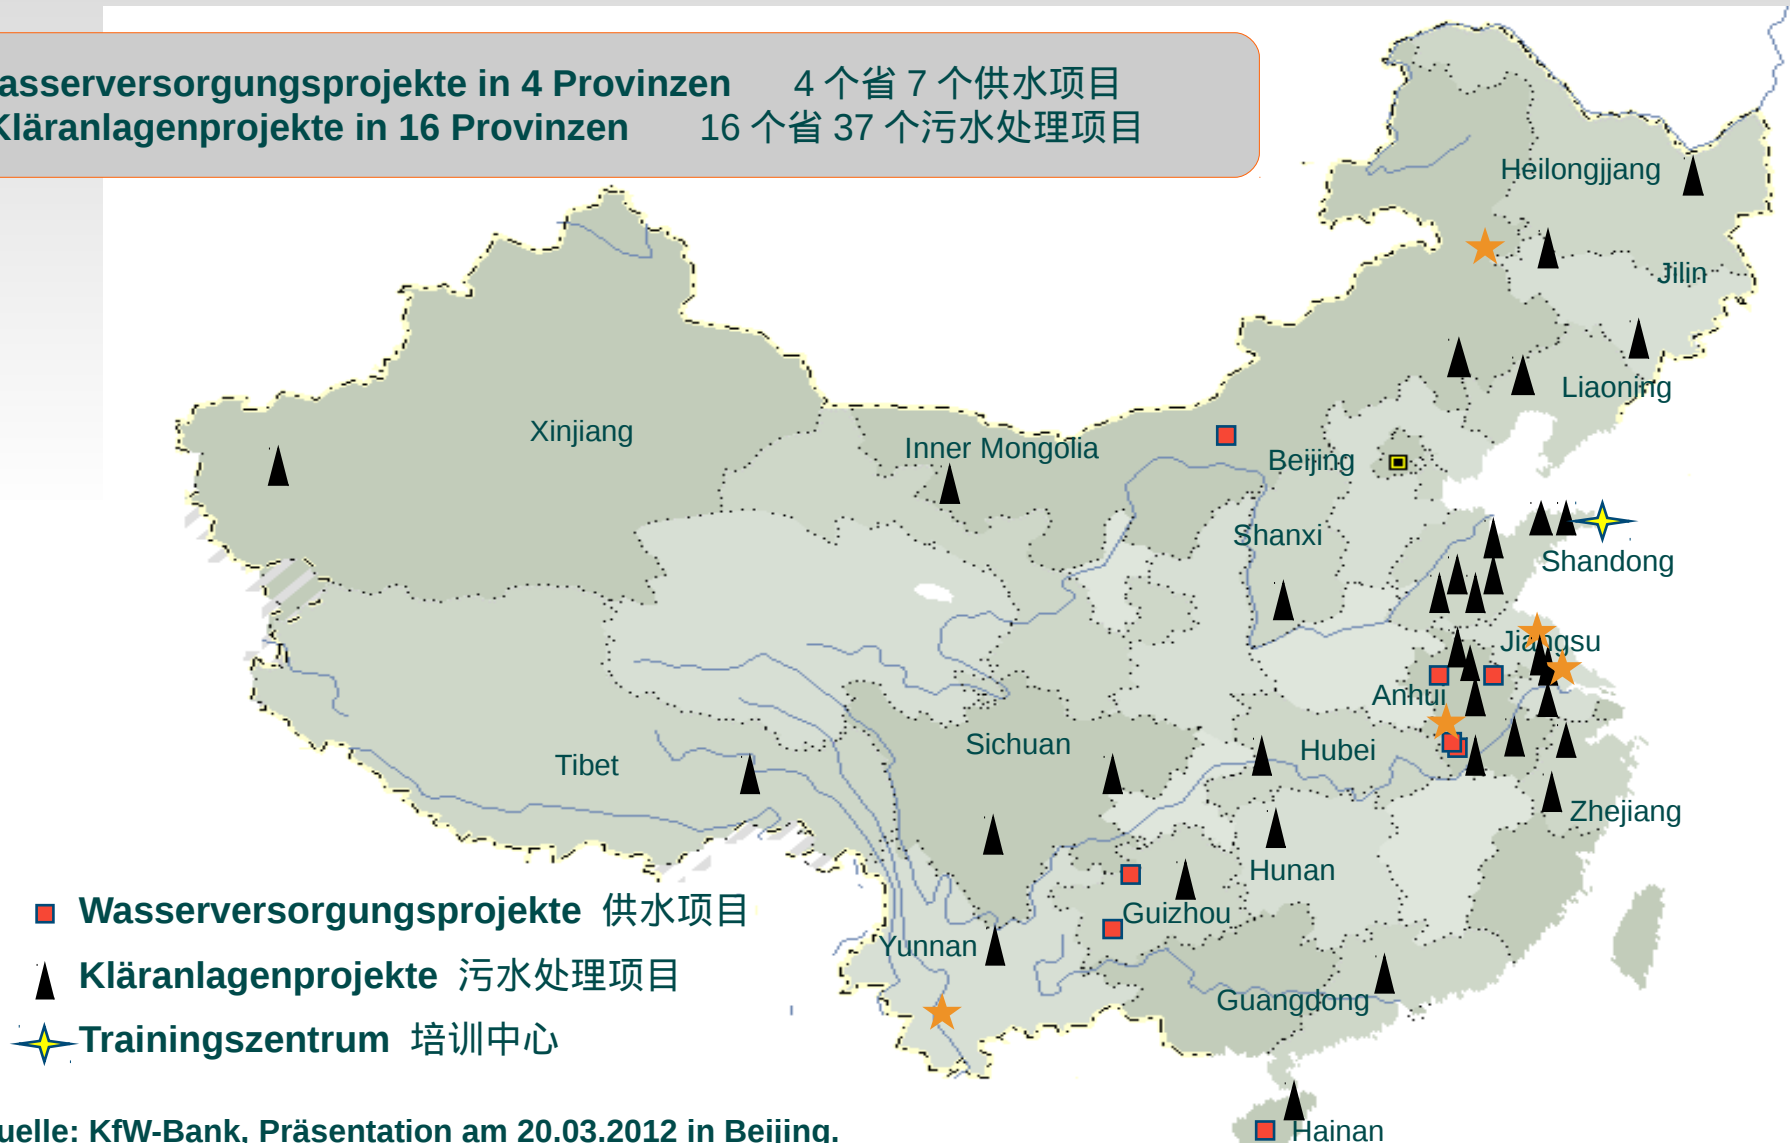 asserversorgungsprojekte in 4 Provinzen 4 个省 7 个供水项目
Kläranlagenprojekte in 16 Provinzen 16 个省 37 个污水处理项目
Heilongjjang
Jilin
Liaoning
Xinjiang
Inner Mongolia
Beijing
Shanxi
Shandong
Jiangsu
Anhui
Sichuan
Hubei
Tibet
Zhejiang
Hunan
Guizhou
Yunnan
Guangdong
Hainan
Wasserversorgungsprojekte 供水项目
Kläranlagenprojekte 污水处理项目
Trainingszentrum 培训中心
uelle: KfW-Bank, Präsentation am 20.03.2012 in Beijing.